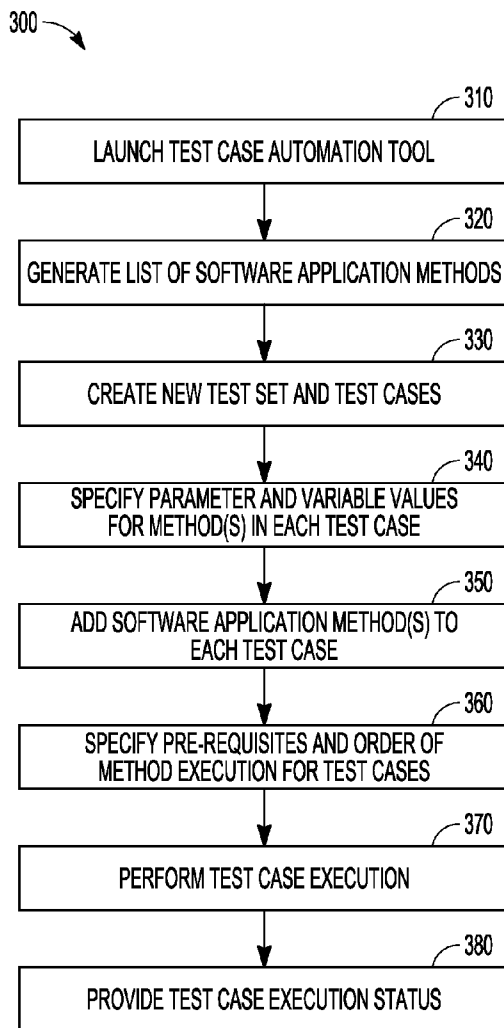 300
310
LAUNCH TEST CASE AUTOMATION TOOL
320
GENERATE LIST OF SOFTWARE APPLICATION METHODS
330
CREATE NEW TEST SET AND TEST CASES
340
SPECIFY PARAMETER AND VARIABLE VALUES
FOR METHOD(S) IN EACH TEST CASE
350
ADD SOFTWARE APPLICATION METHOD(S) TO
EACH TEST CASE
360
SPECIFY PRE-REQUISITES AND ORDER OF
METHOD EXECUTION FOR TEST CASES
370
PERFORM TEST CASE EXECUTION
380
PROVIDE TEST CASE EXECUTION STATUS